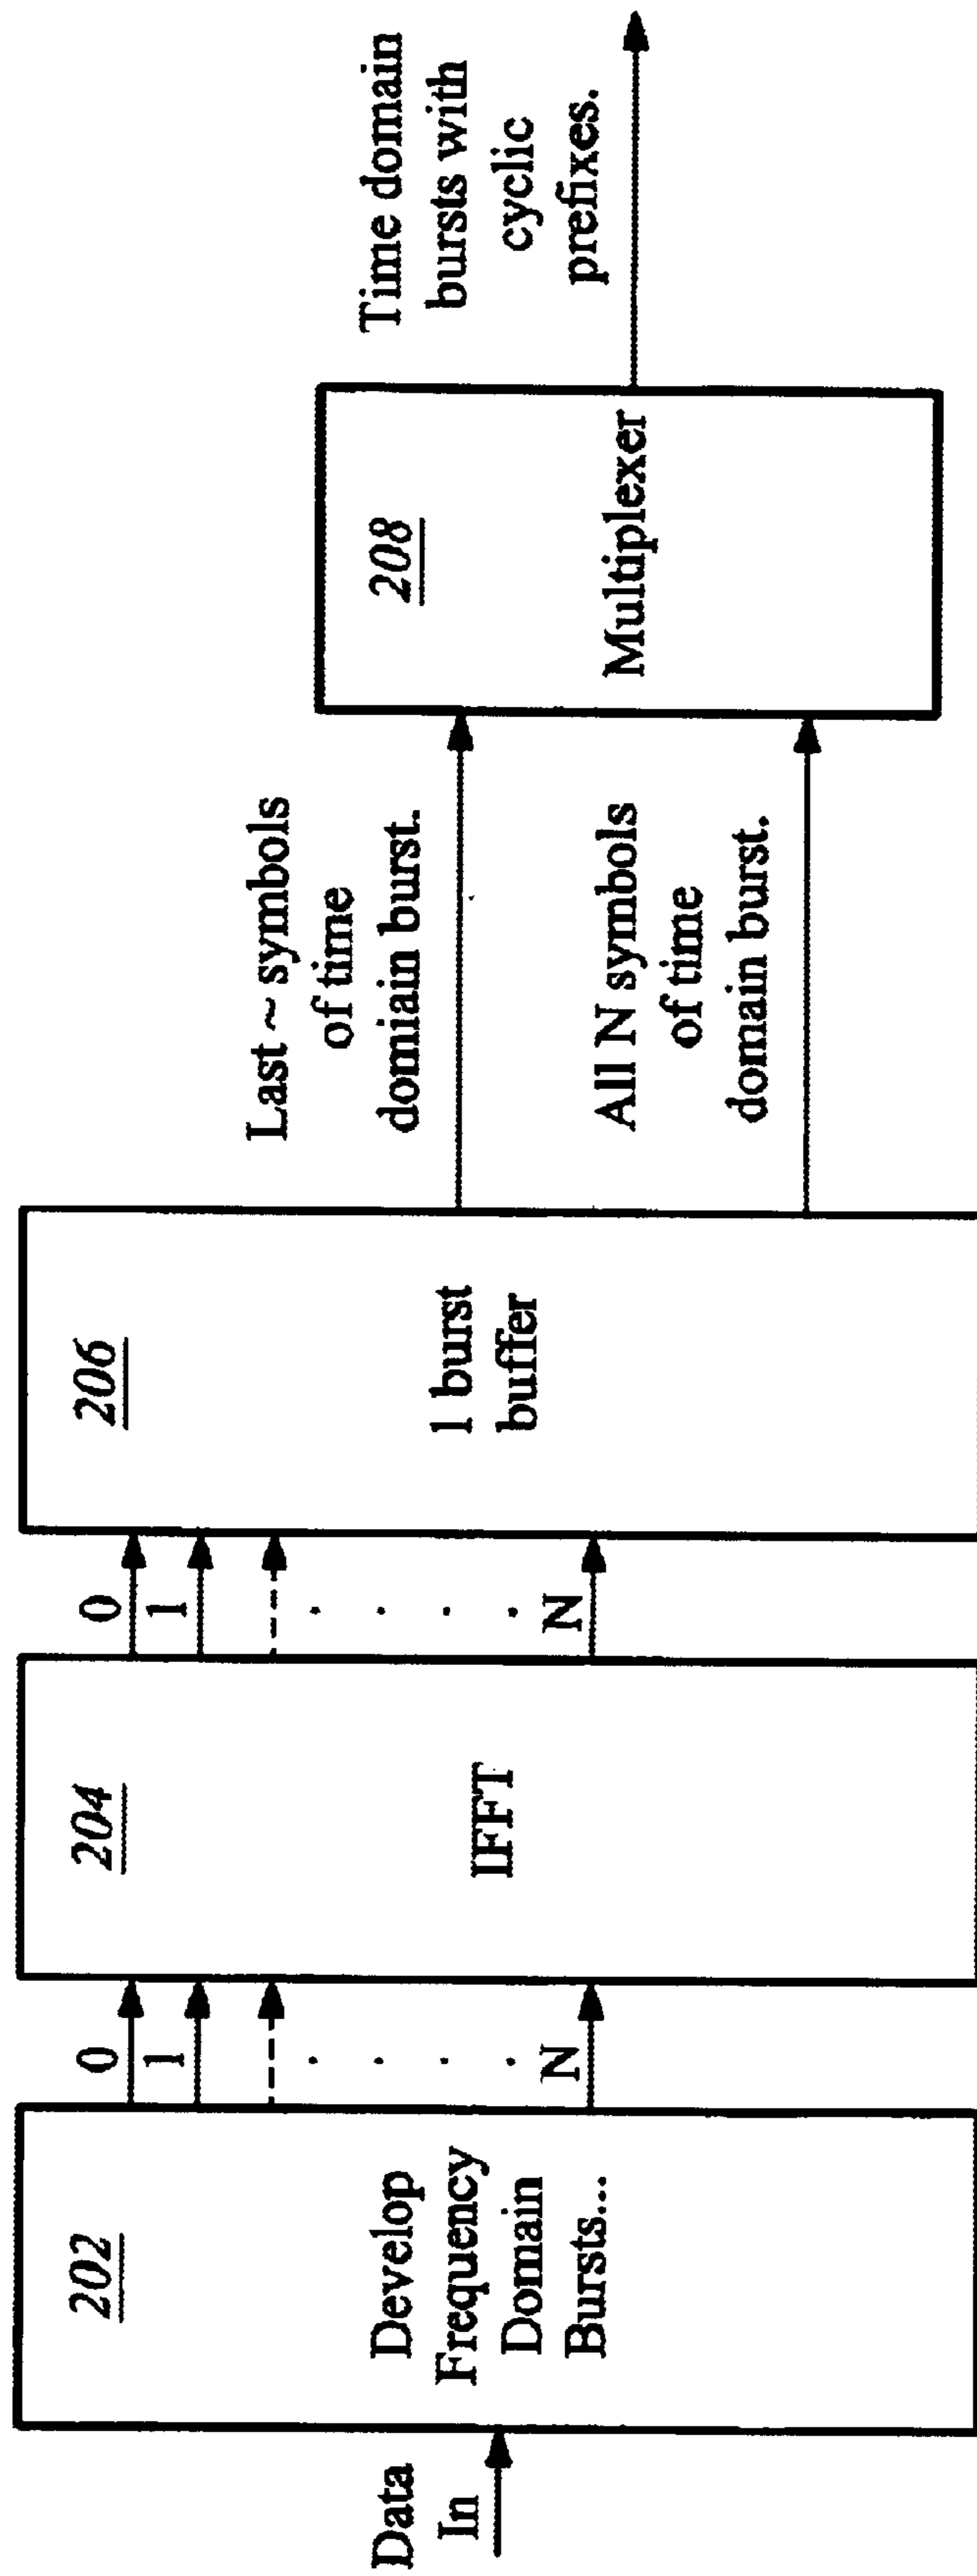 Data
In
202
Develop
Frequency
Domain
Bursts...
0
1
N
204
IFFT
0
1
N
206
1 burst
buffer
Last ~ symbols
of time
domiain burst.
All N symbols
of time
domain burst.
208
Multiplexer
Time domain
bursts with
cyclic
prefixes.